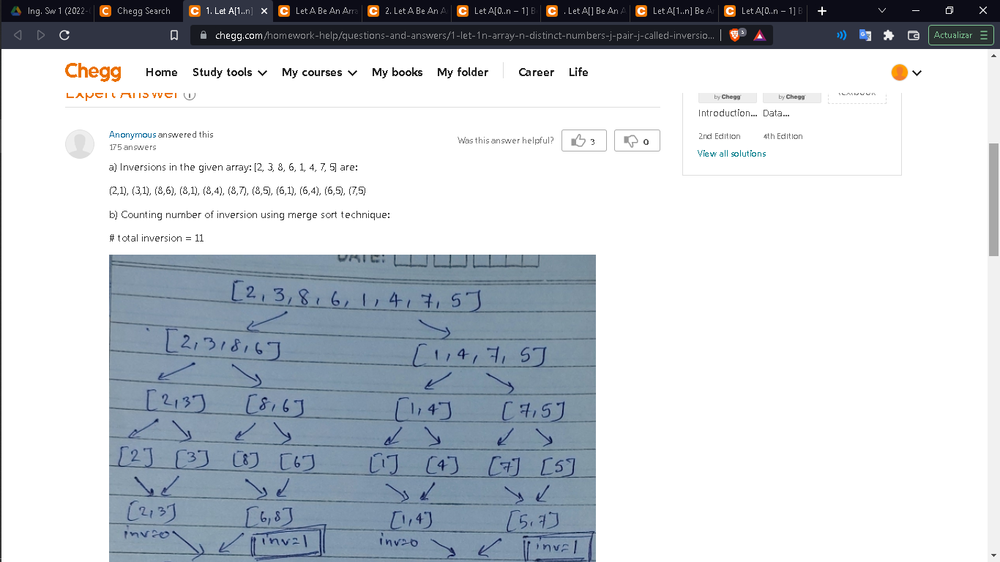 Ing. Sw 1 (2022-
Chegg Search
1. Let A[1..n]
Let A Be An Arra
2. Let A Be An A
Let A[0..n – 1] B
. Let A[] Be An A
Let A[1..n] Be A
Let A[0..n – 1] B
chegg.com/homework-help/questions-and-answers/1-let-1n-array-n-distinct-numbers-j-pair-j-called-inversio...
Actualizar
Chegg
Home
Study tools
My courses
My books
My folder
Career
Life
Expert Answer
Anonymous answered this
175 answers
Was this answer helpful?
3
0
a) Inversions in the given array: [2, 3, 8, 6, 1, 4, 7, 5] are:
(2,1), (3,1), (8,6), (8,1), (8,4), (8,7), (8,5), (6,1), (6,4), (6,5), (7,5)
b) Counting number of inversion using merge sort technique:
# total inversion = 11
DATE:
[2, 3, 8, 6, 1, 4, 7, 5]
[2,3,8,6]
[1, 4, 7, 5]
[2,3]
[8,6]
[1,4]
[7,5]
[2]
[3]
[8]
[6]
[1]
[4]
[7]
[5]
[2,3]
[6,8]
[1,4]
[5,7]
inv=0
inv=1
inv=0
inv=1
by Chegg
by Chegg
textbook
Introduction...
Data...
2nd Edition
4th Edition
View all solutions